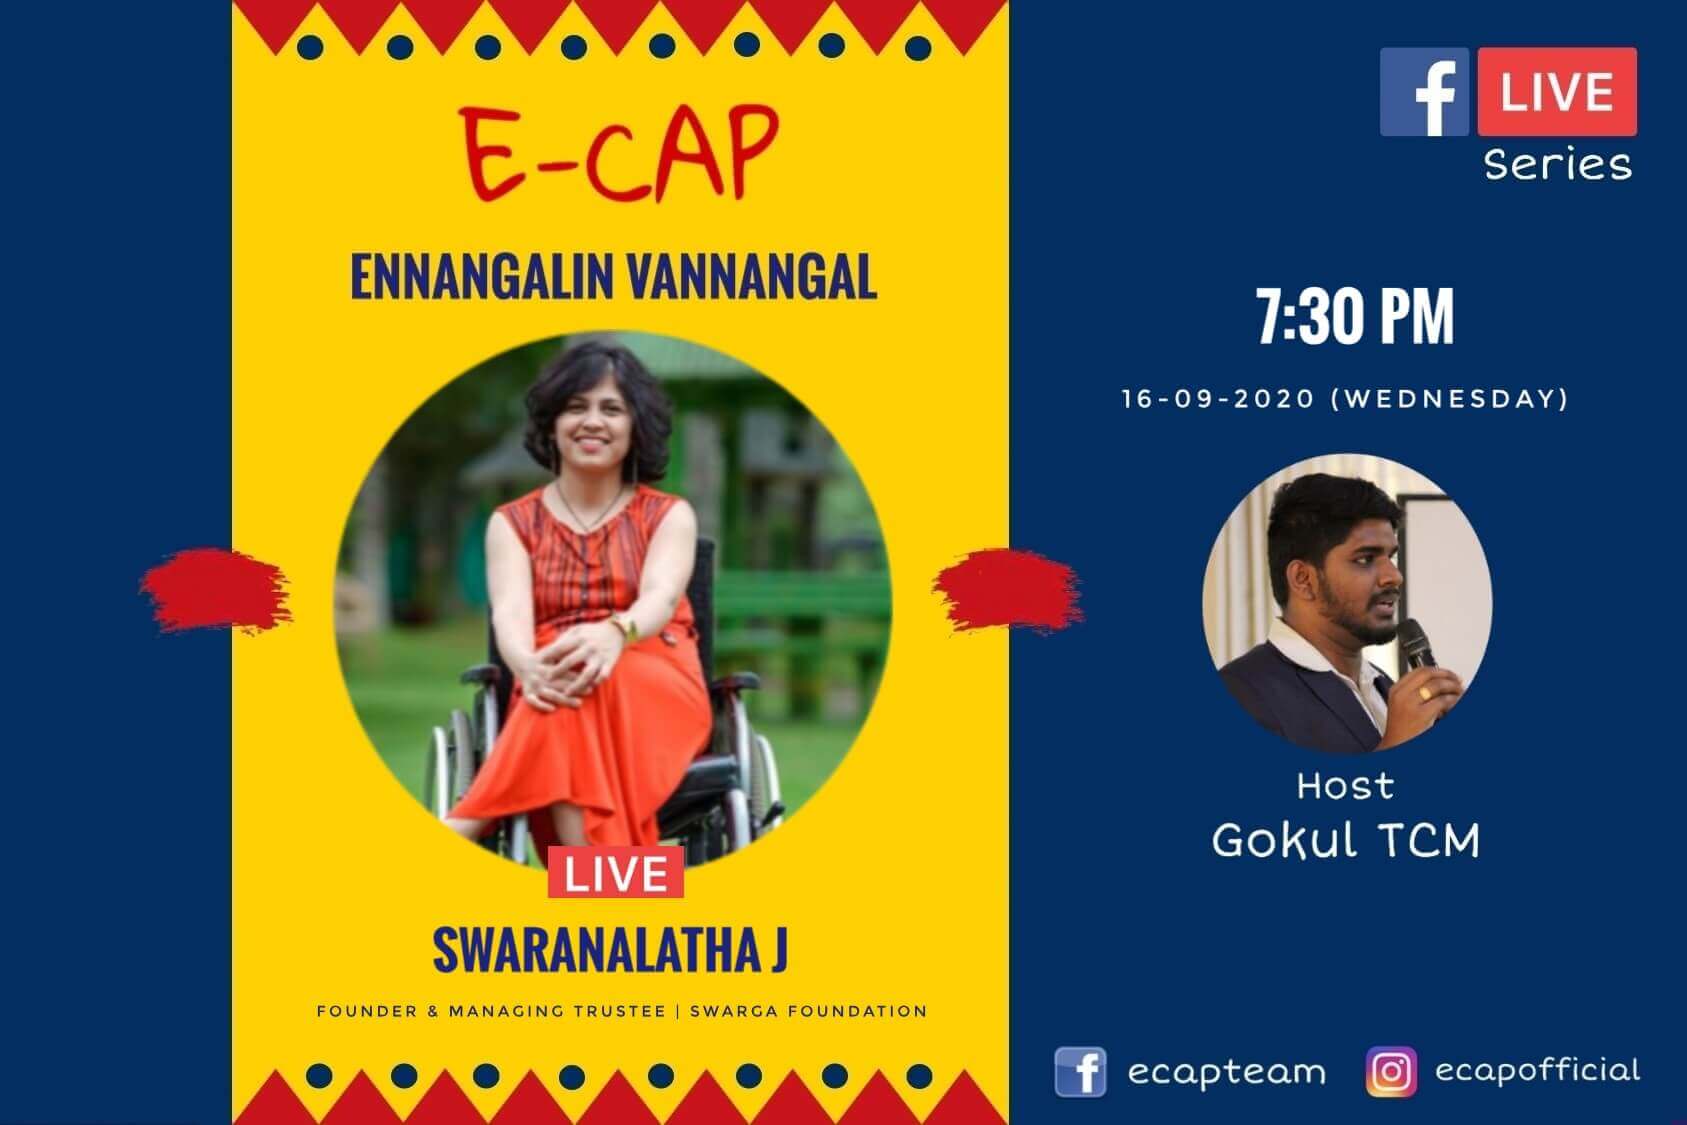 E-CAP
ENNANGALIN VANNANGAL
LIVE
SWARANALATHA J
FOUNDER & MANAGING TRUSTEE | SWARGA FOUNDATION
f LIVE
Series
7:30 PM
16-09-2020 (WEDNESDAY)
Host
Gokul TCM
f ecapteam
ecapofficial